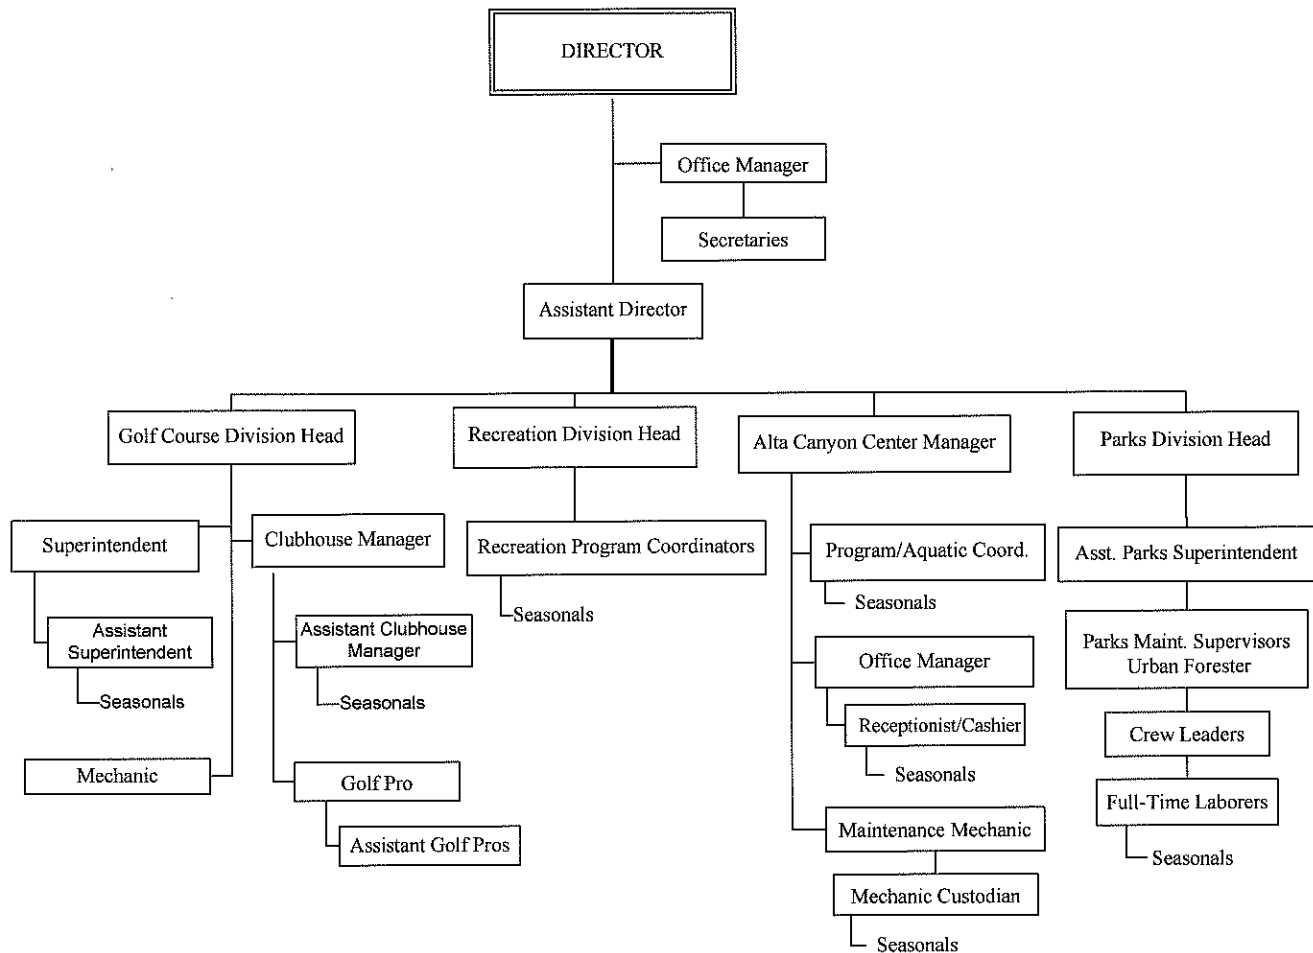 DIRECTOR
Office Manager
Secretaries
Assistant Director
Golf Course Division Head
Recreation Division Head
Alta Canyon Center Manager
Parks Division Head
Superintendent
Clubhouse Manager
Recreation Program Coordinators
Program/Aquatic Coord.
Asst. Parks Superintendent
Seasonals
Seasonals
Assistant
Superintendent
Seasonals
Assistant Clubhouse
Manager
Seasonals
Office Manager
Parks Maint. Supervisors
Urban Forester
Receptionist/Cashier
Seasonals
Crew Leaders
Mechanic
Golf Pro
Assistant Golf Pros
Maintenance Mechanic
Mechanic Custodian
Seasonals
Full-Time Laborers
Seasonals